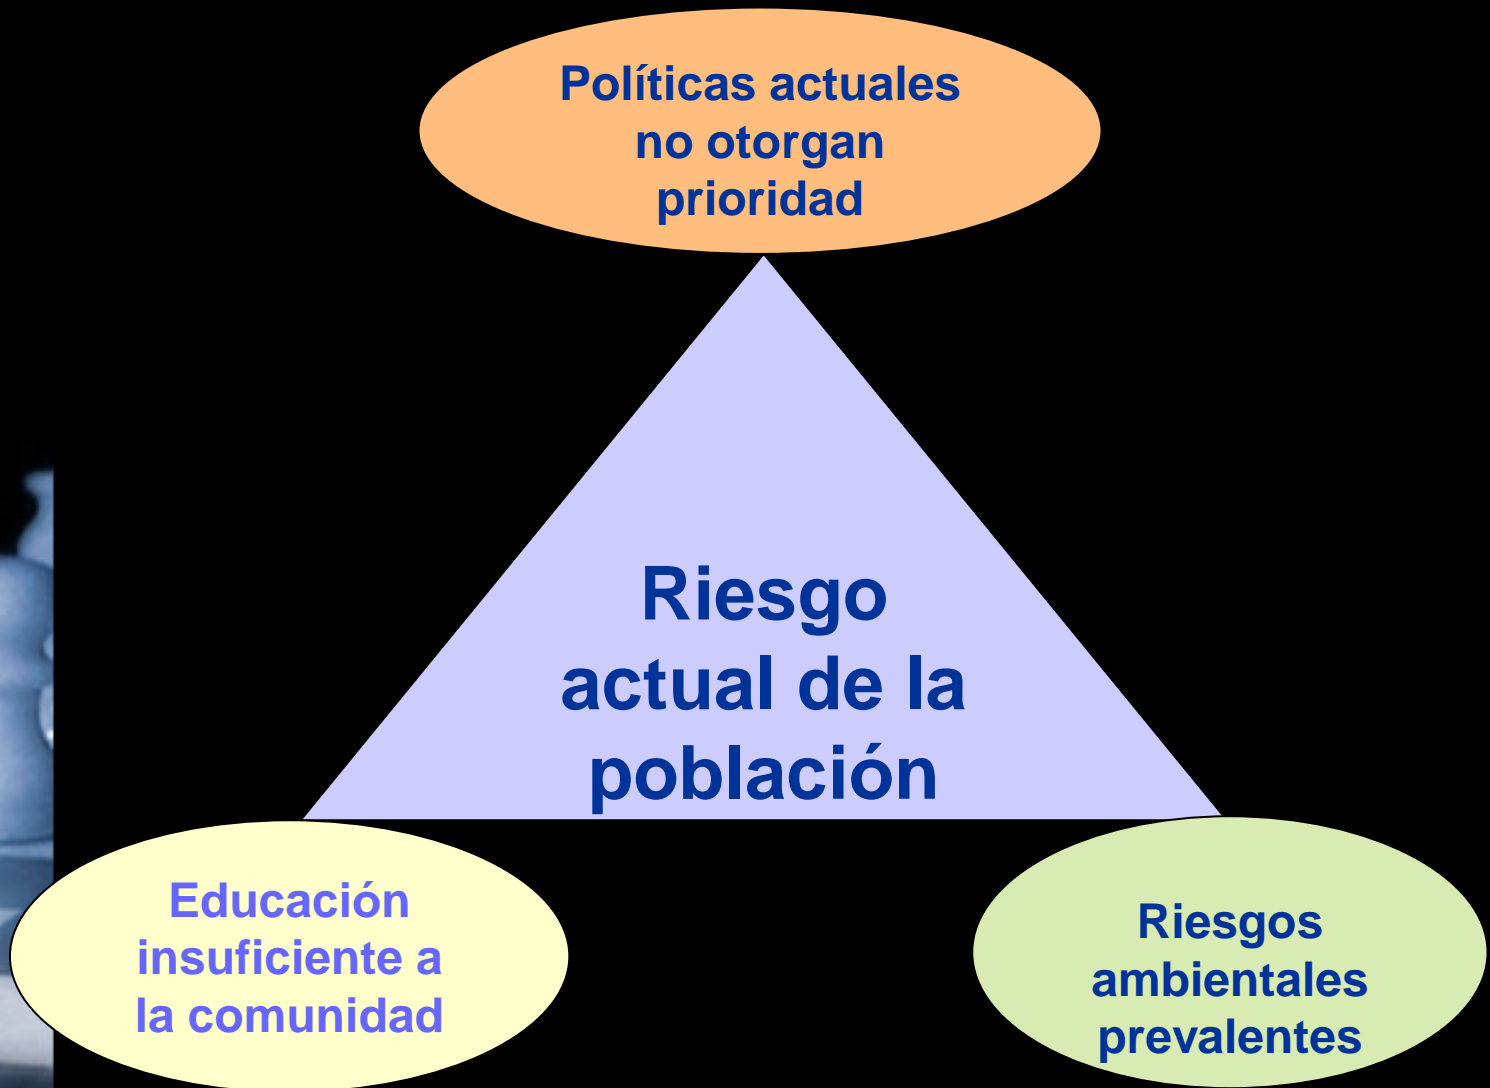 Políticas actuales
no otorgan
prioridad
Riesgo
actual de la
población
Educación
insuficiente a
la comunidad
Riesgos
ambientales
prevalentes